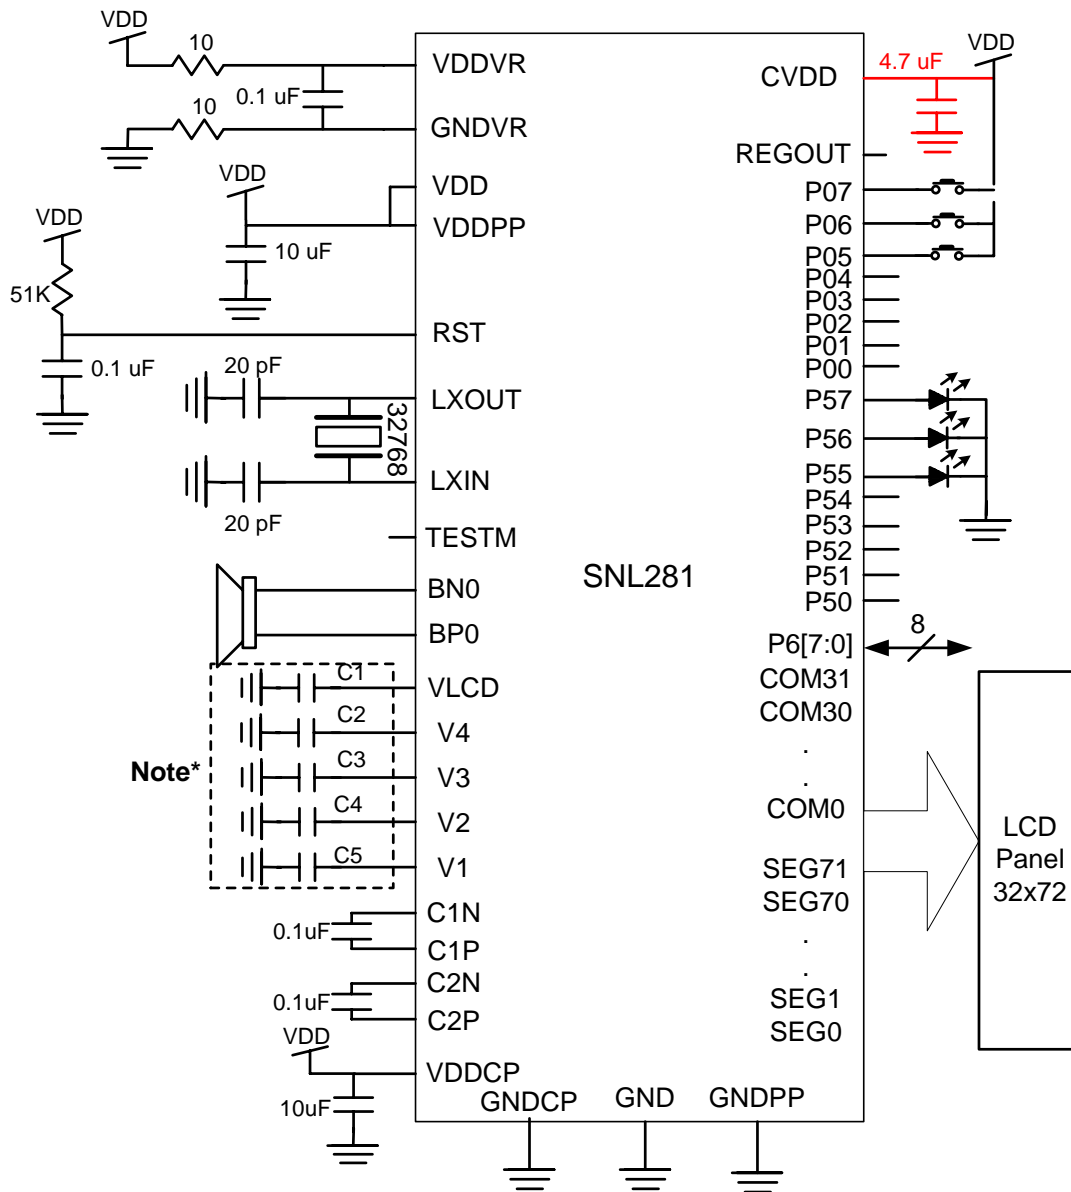 VDD
10
VDDVR
0.1 uF
10
GNDVR
VDD
VDD
VDDPP
10 uF
VDD
51K
RST
0.1 uF
20 pF
LXOUT
32768
LXIN
20 pF
TESTM
BN0
BP0
C1
VLCD
C2
V4
Note*
C3
V3
C4
V2
C5
V1
C1N
0.1uF
C1P
C2N
0.1uF
C2P
VDD
VDDCP
10uF
GNDCP
GND
GNDPP
SNL281
VDD
4.7 uF
CVDD
REGOUT
P07
P06
P05
P04
P03
P02
P01
P00
P57
P56
P55
P54
P53
P52
P51
P50
8
P6[7:0]
COM31
COM30
.
.
COM0
SEG71
SEG70
.
.
SEG1
SEG0
LCD
Panel
32x72